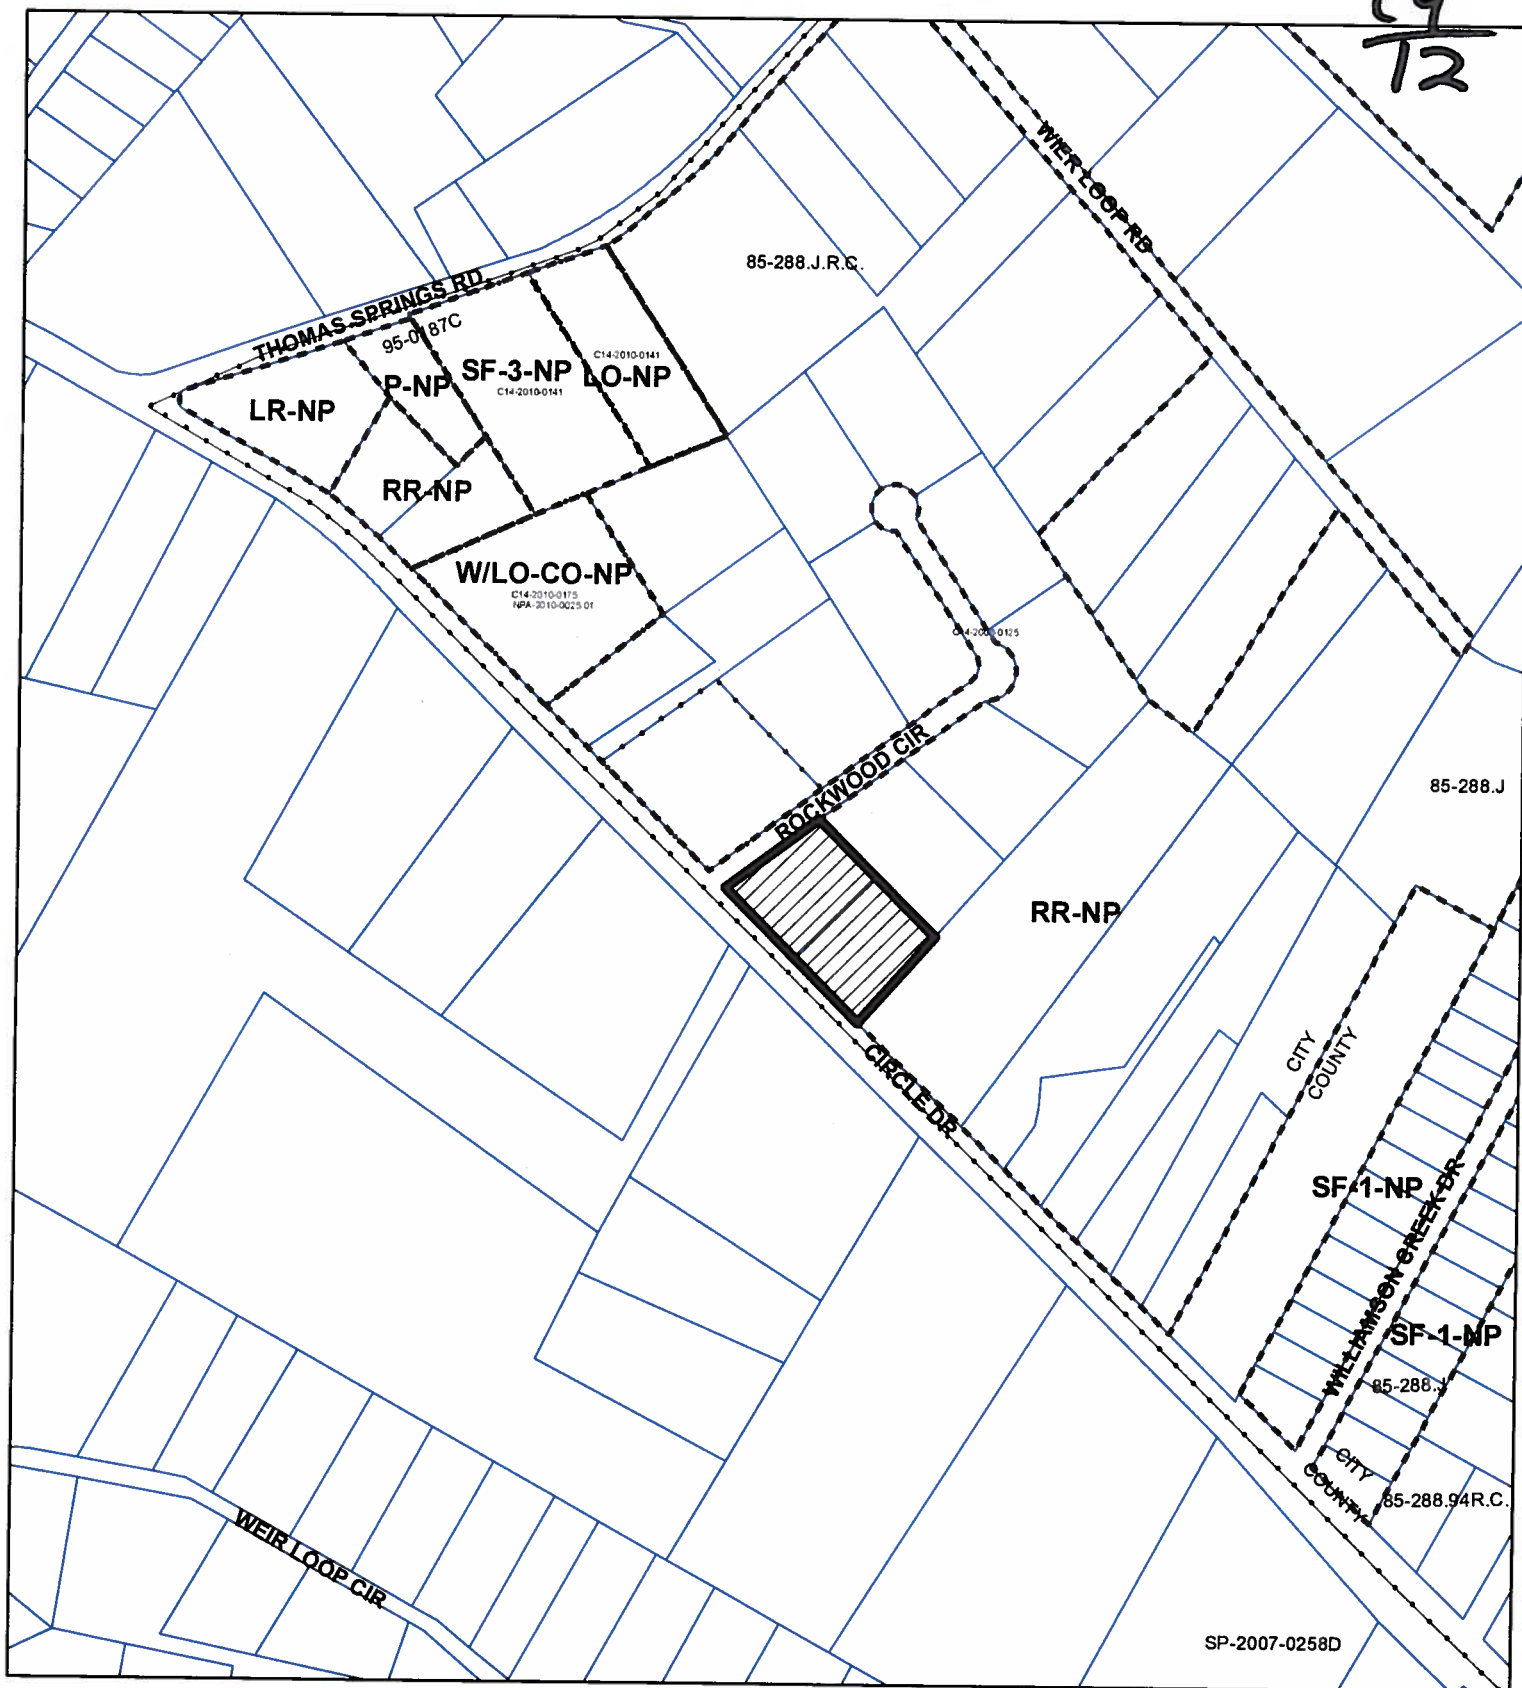 C9
12
WIER LOOP RD
85-288.J.R.C.
THOMAS SPRINGS RD
95-0187C
C14-2010-0141
LO-NP
SF-3-NP
C14-2010-0141
P-NP
LR-NP
RR-NP
W/LO-CO-NP
C14-2010-0175
NPA-2010-0025.01
ROCKWOOD CIR
85-288.J
RR-NP
CITY
COUNTY
CIRCLE DR
SF-1-NP
WILLIAMSON CREEK DR
SF-1-NP
85-288.J
CITY
COUNTY
85-288.94R.C.
WEIR LOOP CIR
SP-2007-0258D